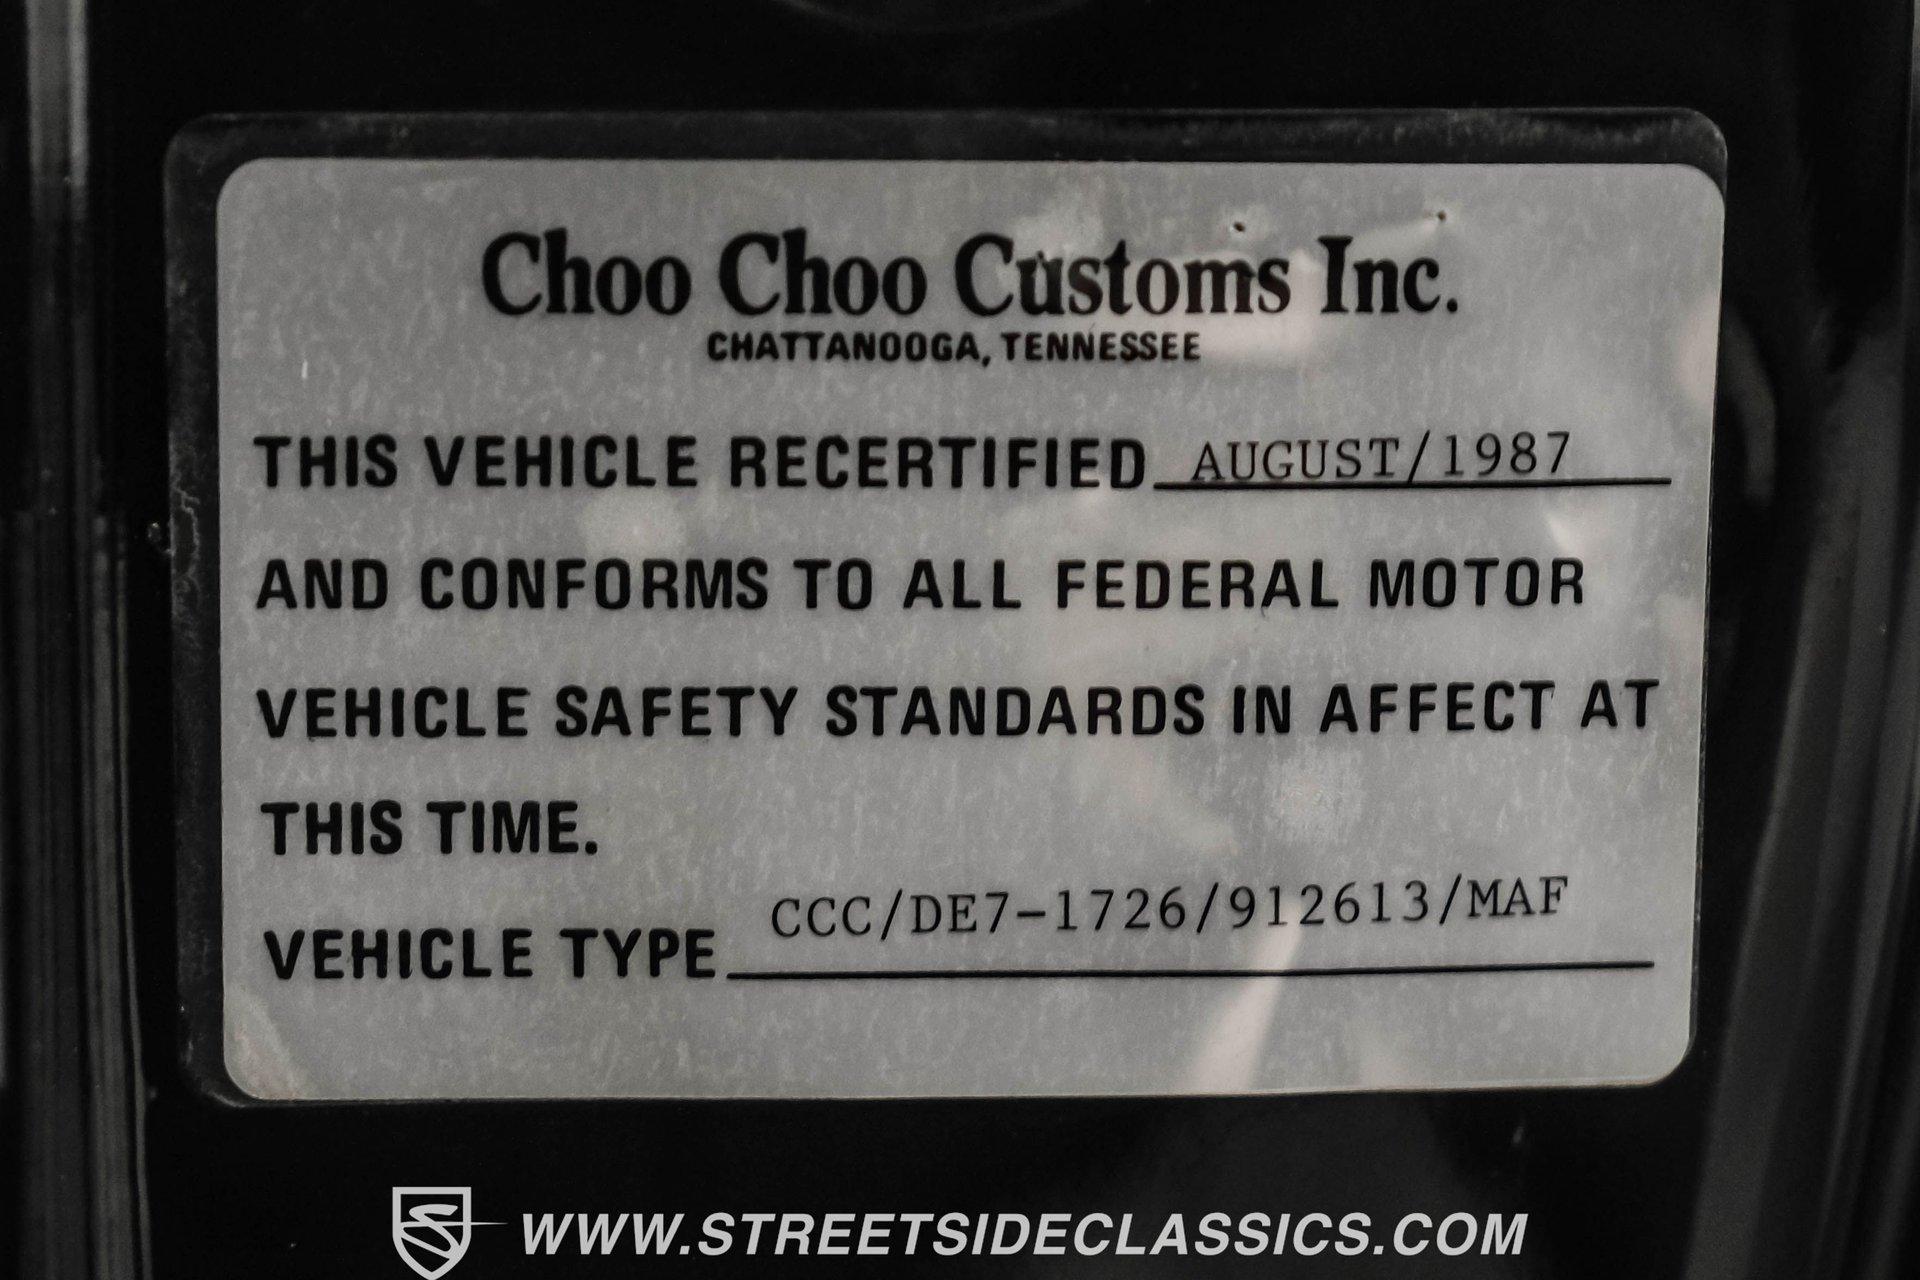 Choo Choo Customs Inc.
CHATTANOOGA, TENNESSEE
THIS VEHICLE RECERTIFIED AUGUST/1987
AND CONFORMS TO ALL FEDERAL MOTOR
VEHICLE SAFETY STANDARDS IN AFFECT AT
THIS TIME.
VEHICLE TYPE CCC/DE7-1726/912613/MAF
WWW.STREETSIDECLASSICS.COM